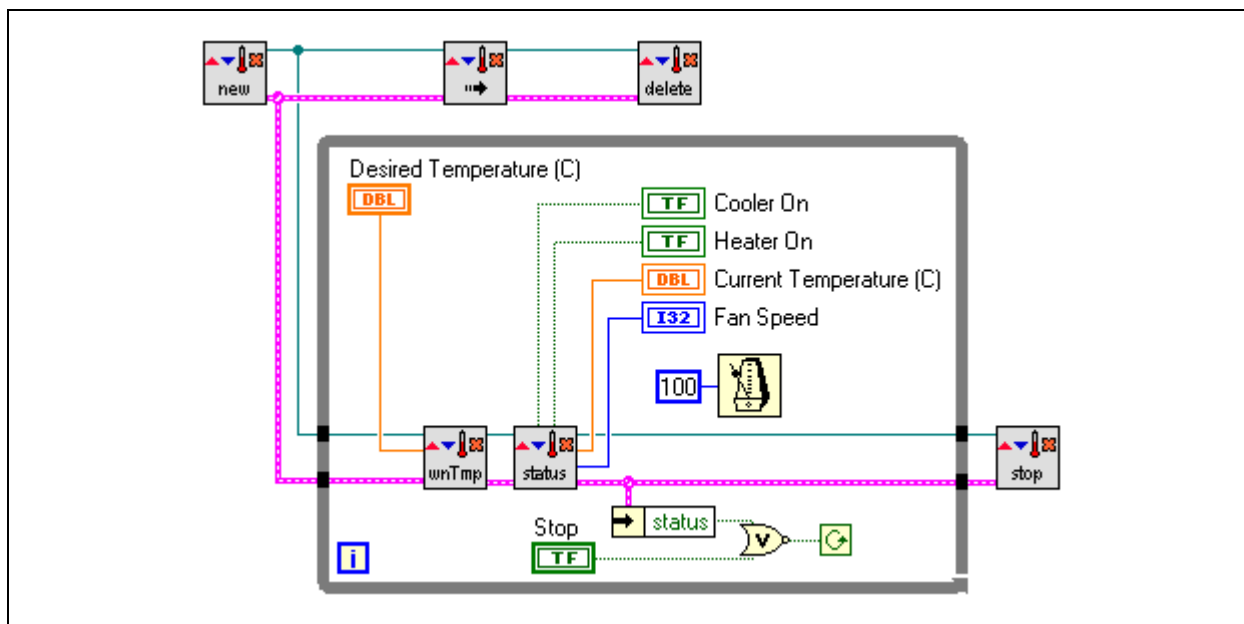 new
delete
Desired Temperature (C)
DBL
TF Cooler On
TF Heater On
DBL Current Temperature (C)
I32 Fan Speed
100
wnTmp status stop
status
Stop
TF
V
i